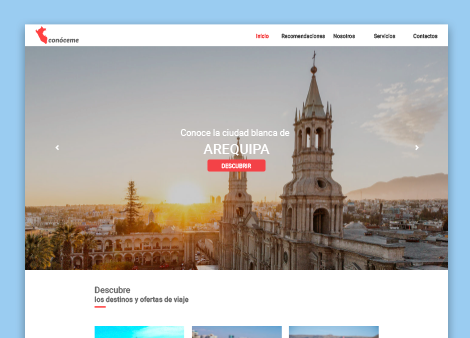 conóceme
Inicio Recomendaciones Nosotros Servicios Contactos
Conoce la ciudad blanca de
AREQUIPA
DESCUBRIR
Descubre
los destinos y ofertas de viaje